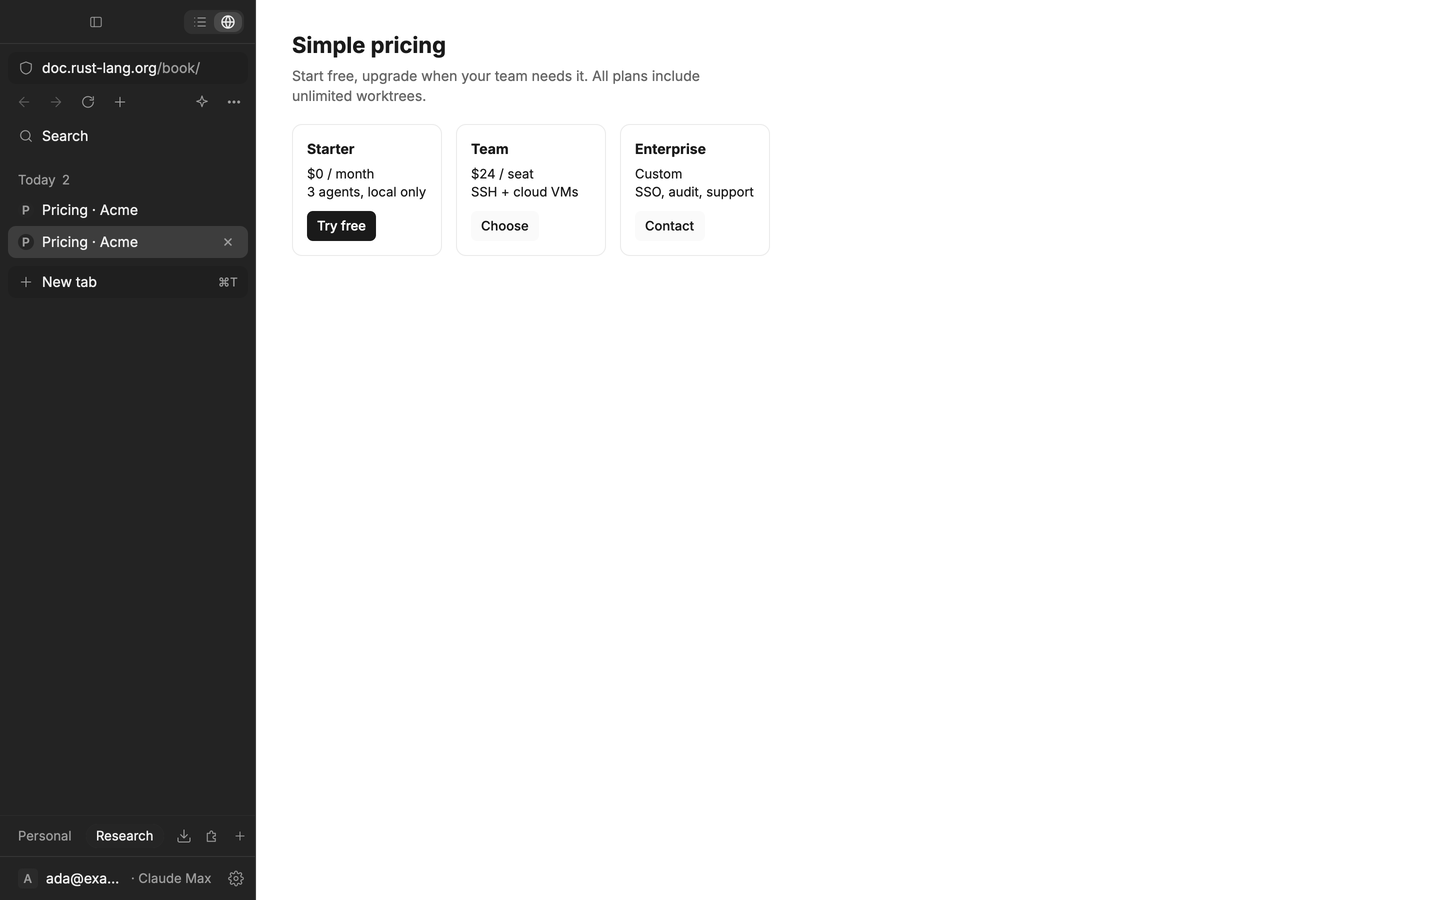 doc.rust-lang.org/book/
Search
Today 2
P Pricing · Acme
P Pricing · Acme
New tab ⌘T
Personal Research
A ada@exa... · Claude Max
Simple pricing
Start free, upgrade when your team needs it. All plans include
unlimited worktrees.
Starter
$0 / month
3 agents, local only
Try free
Team
$24 / seat
SSH + cloud VMs
Choose
Enterprise
Custom
SSO, audit, support
Contact